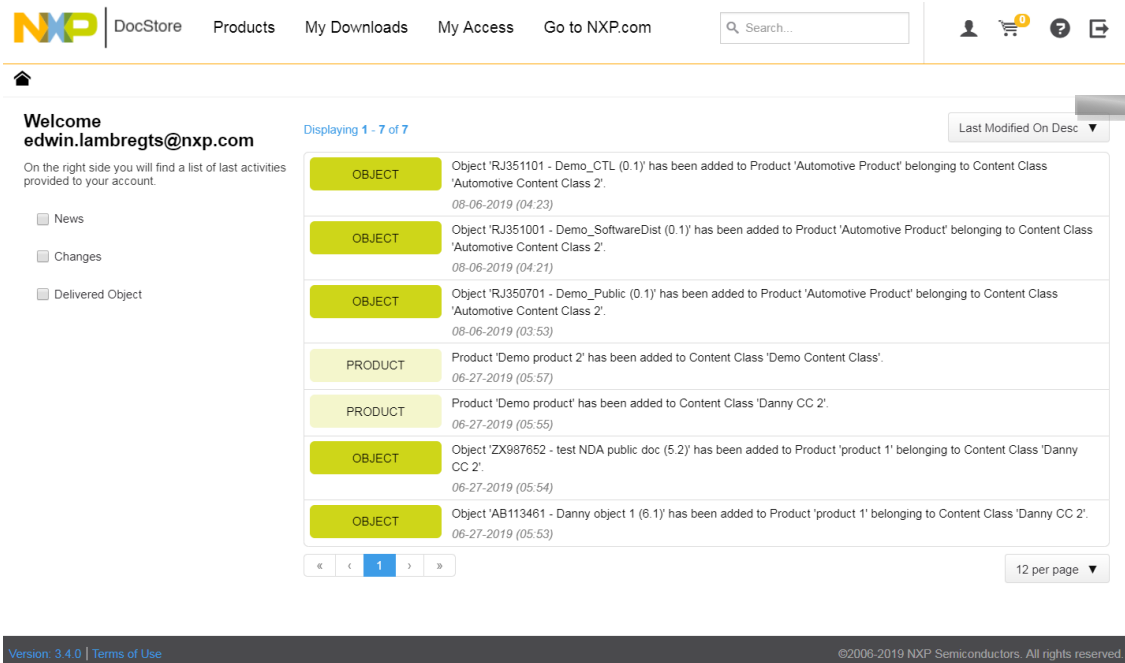 NXP DocStore Products My Downloads My Access Go to NXP.com Search... 0
Welcome
edwin.lambregts@nxp.com
On the right side you will find a list of last activities
provided to your account.
News
Changes
Delivered Object
Displaying 1 - 7 of 7
Last Modified On Desc ▼
OBJECT
Object 'RJ351101 - Demo_CTL (0.1)' has been added to Product 'Automotive Product' belonging to Content Class
'Automotive Content Class 2'.
08-06-2019 (04:23)
OBJECT
Object 'RJ351001 - Demo_SoftwareDist (0.1)' has been added to Product 'Automotive Product' belonging to Content Class
'Automotive Content Class 2'.
08-06-2019 (04:21)
OBJECT
Object 'RJ350701 - Demo_Public (0.1)' has been added to Product 'Automotive Product' belonging to Content Class
'Automotive Content Class 2'.
08-06-2019 (03:53)
PRODUCT
Product 'Demo product 2' has been added to Content Class 'Demo Content Class'.
06-27-2019 (05:57)
PRODUCT
Product 'Demo product' has been added to Content Class 'Danny CC 2'.
06-27-2019 (05:55)
OBJECT
Object 'ZX987652 - test NDA public doc (5.2)' has been added to Product 'product 1' belonging to Content Class 'Danny
CC 2'.
06-27-2019 (05:54)
OBJECT
Object 'AB113461 - Danny object 1 (6.1)' has been added to Product 'product 1' belonging to Content Class 'Danny CC 2'.
06-27-2019 (05:53)
« ‹ 1 › »
12 per page ▼
Version: 3.4.0 | Terms of Use
©2006-2019 NXP Semiconductors. All rights reserved.